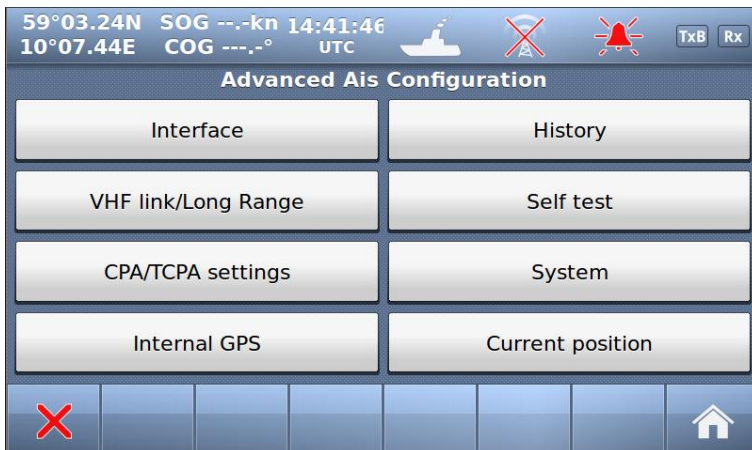 59°03.24N SOG --.-kn 14:41:46
10°07.44E COG ---.-° UTC
TxB Rx
Advanced Ais Configuration
Interface
History
VHF link/Long Range
Self test
CPA/TCPA settings
System
Internal GPS
Current position